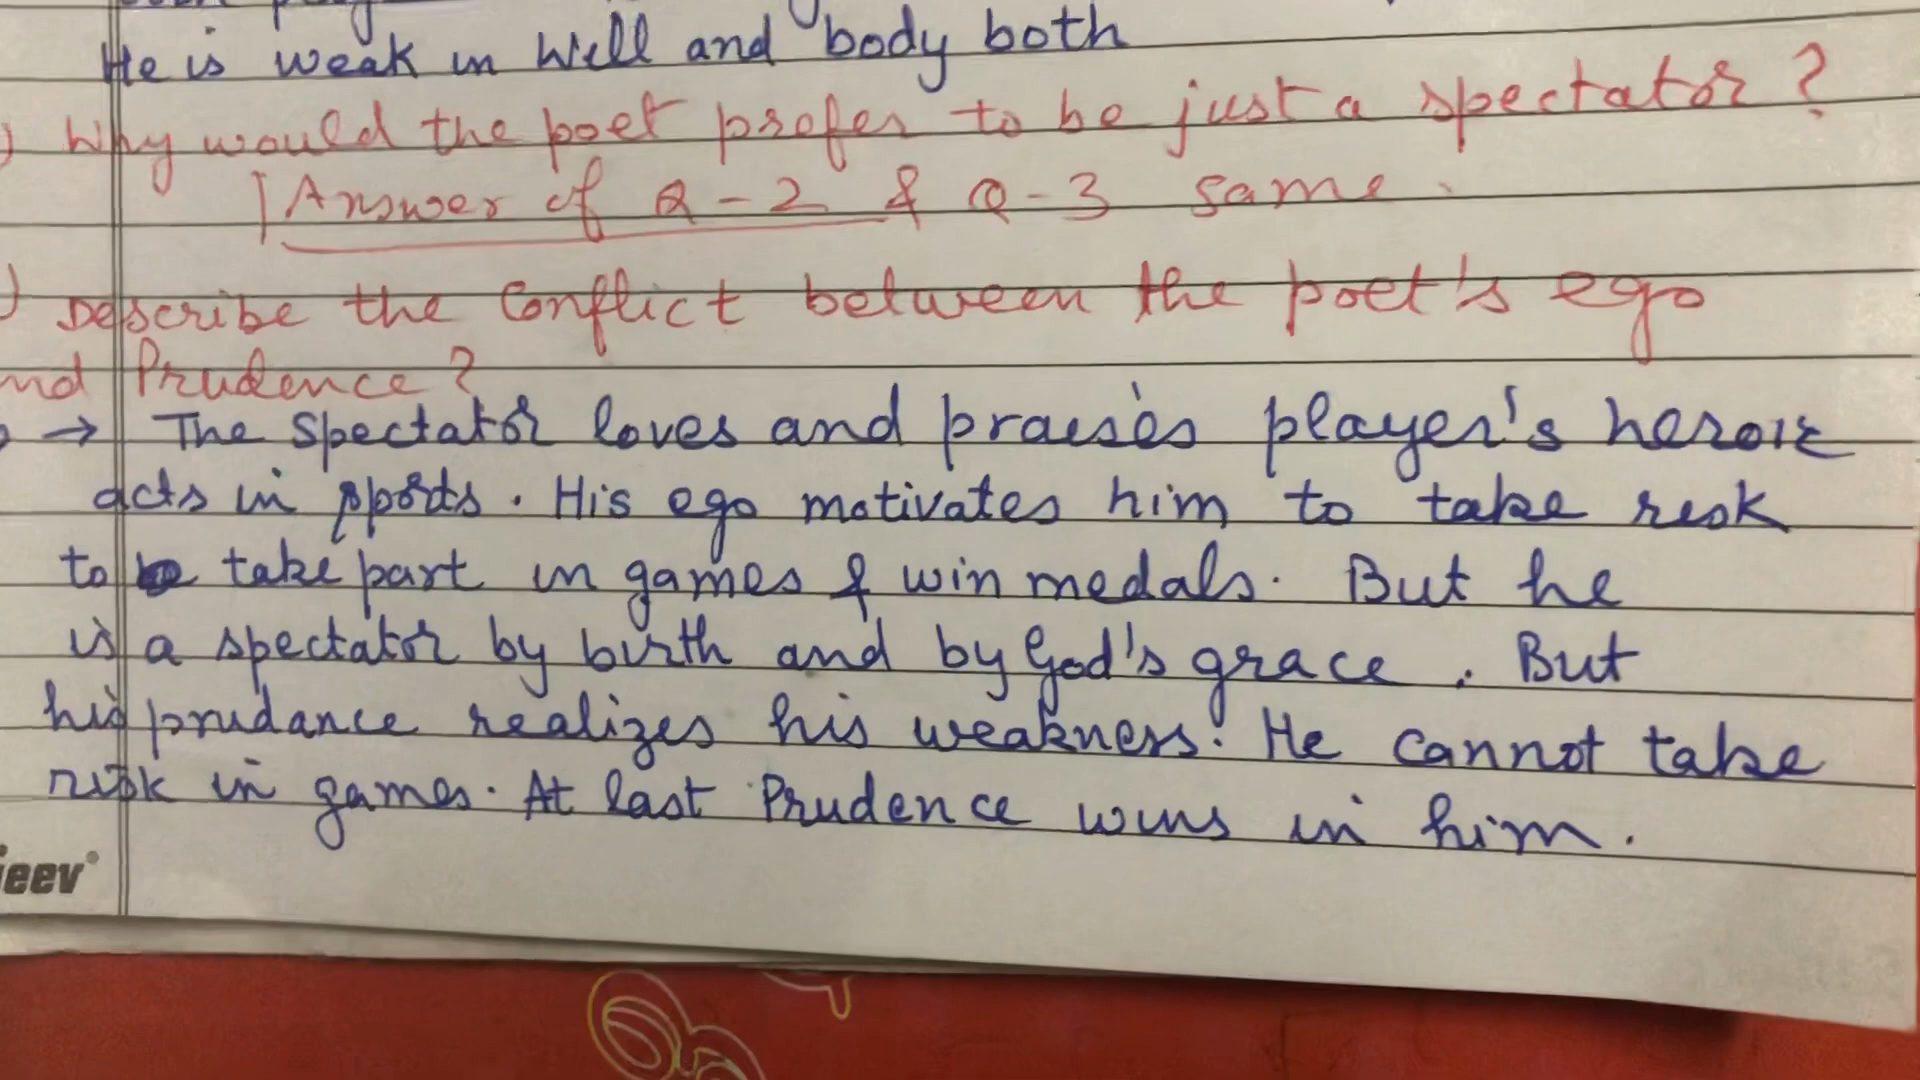 He is weak in Will and body both
) Why would the poet prefer to be just a spectator ?
Answer of Q - 2 & Q - 3 same.
) Describe the Conflict between the poet's ego
nd Prudence ?
→ The Spectator loves and praises player's heroic
acts in sports. His ego motivates him to take risk
to take part in games & win medals. But he
is a spectator by birth and by God's grace. But
his prudance realizes his weakness. He cannot take
risk in games. At last Prudence wins in him.
jeev